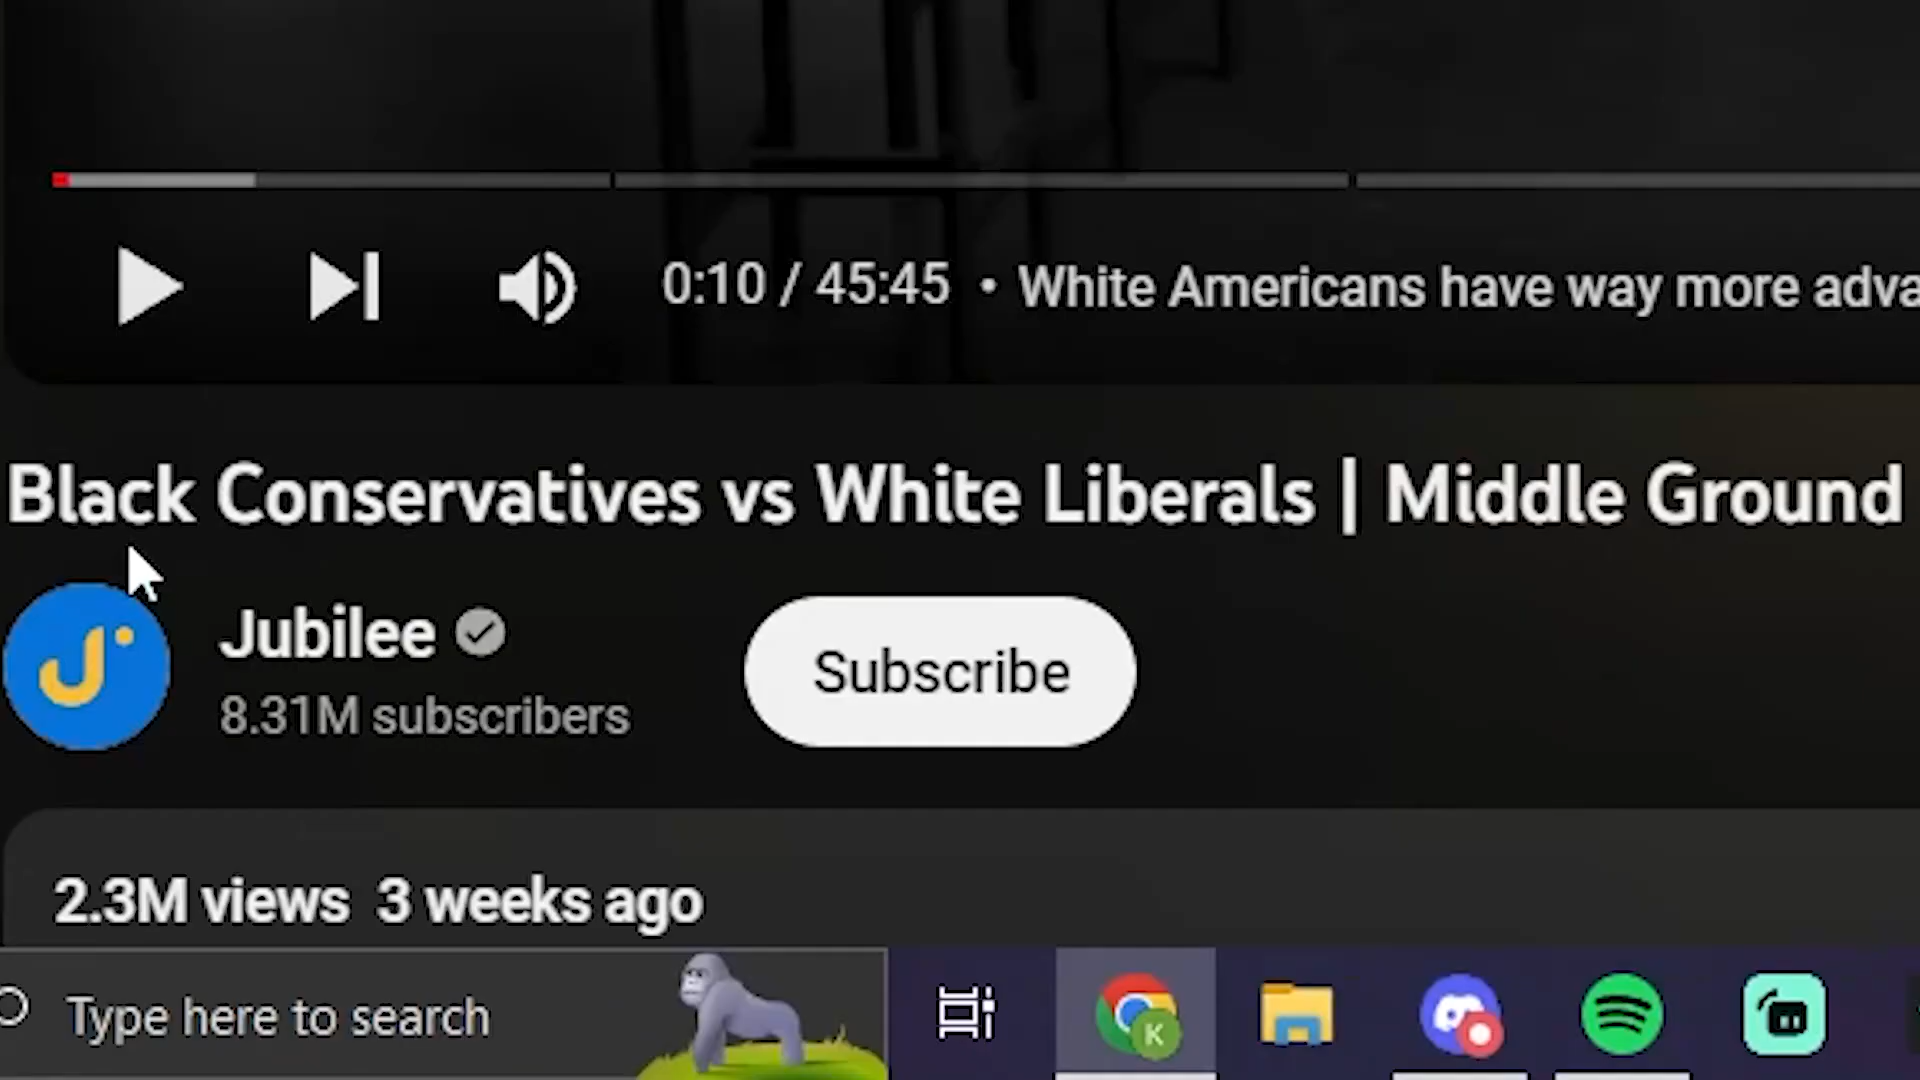 0:10 / 45:45 • White Americans have way more adva
Black Conservatives vs White Liberals | Middle Ground
Jubilee
8.31M subscribers
Subscribe
2.3M views 3 weeks ago
Type here to search
K